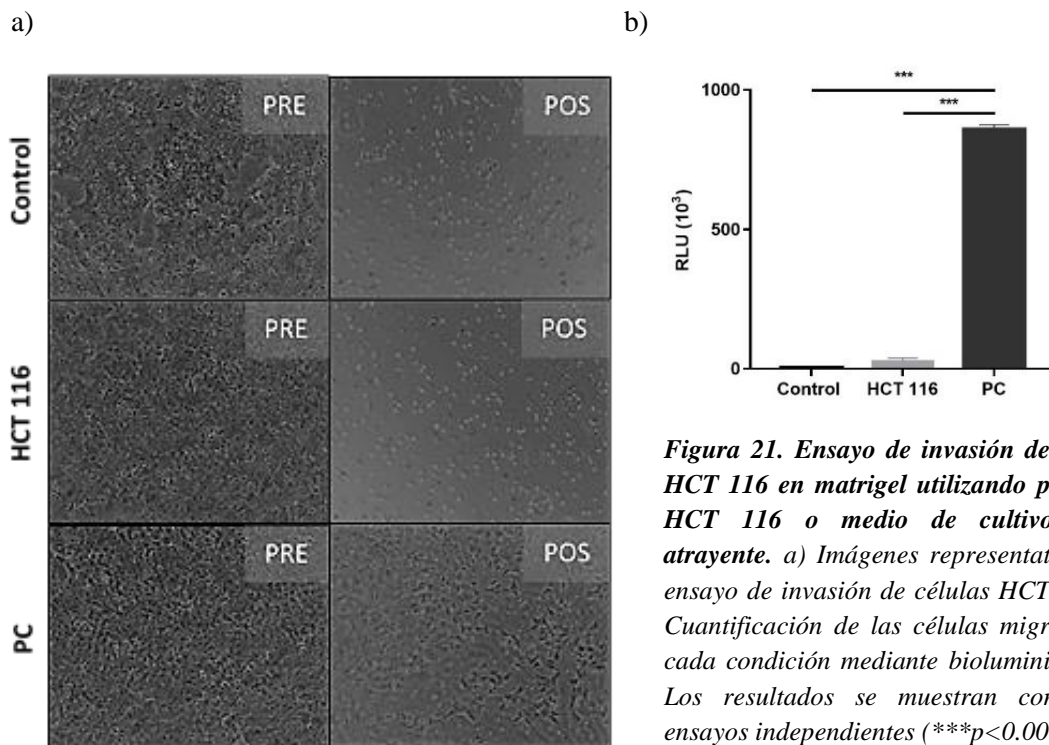 a)
b)
Control
PRE
POS
HCT 116
PRE
POS
PC
PRE
POS
RLU (10³)
1000
500
0
***
***
Control HCT 116 PC
Figura 21. Ensayo de invasión de
HCT 116 en matrigel utilizando p
HCT 116 o medio de cultivo
atrayente. a) Imágenes representat
ensayo de invasión de células HCT
Cuantificación de las células migr
cada condición mediante biolumini
Los resultados se muestran con
ensayos independientes (***p<0.00